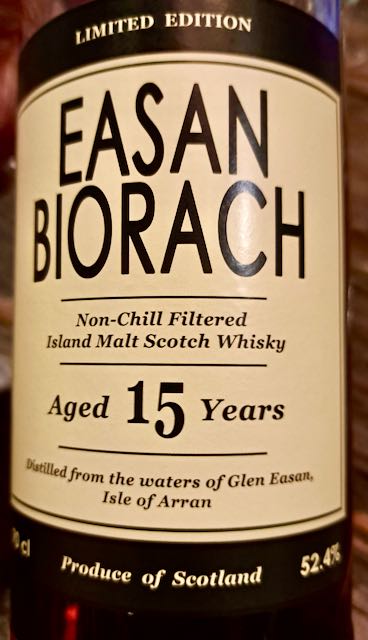 LIMITED EDITION
EASAN
BIORACH
Non-Chill Filtered
Island Malt Scotch Whisky
Aged 15 Years
Distilled from the waters of Glen Easan,
Isle of Arran
cl Produce of Scotland 52.4%